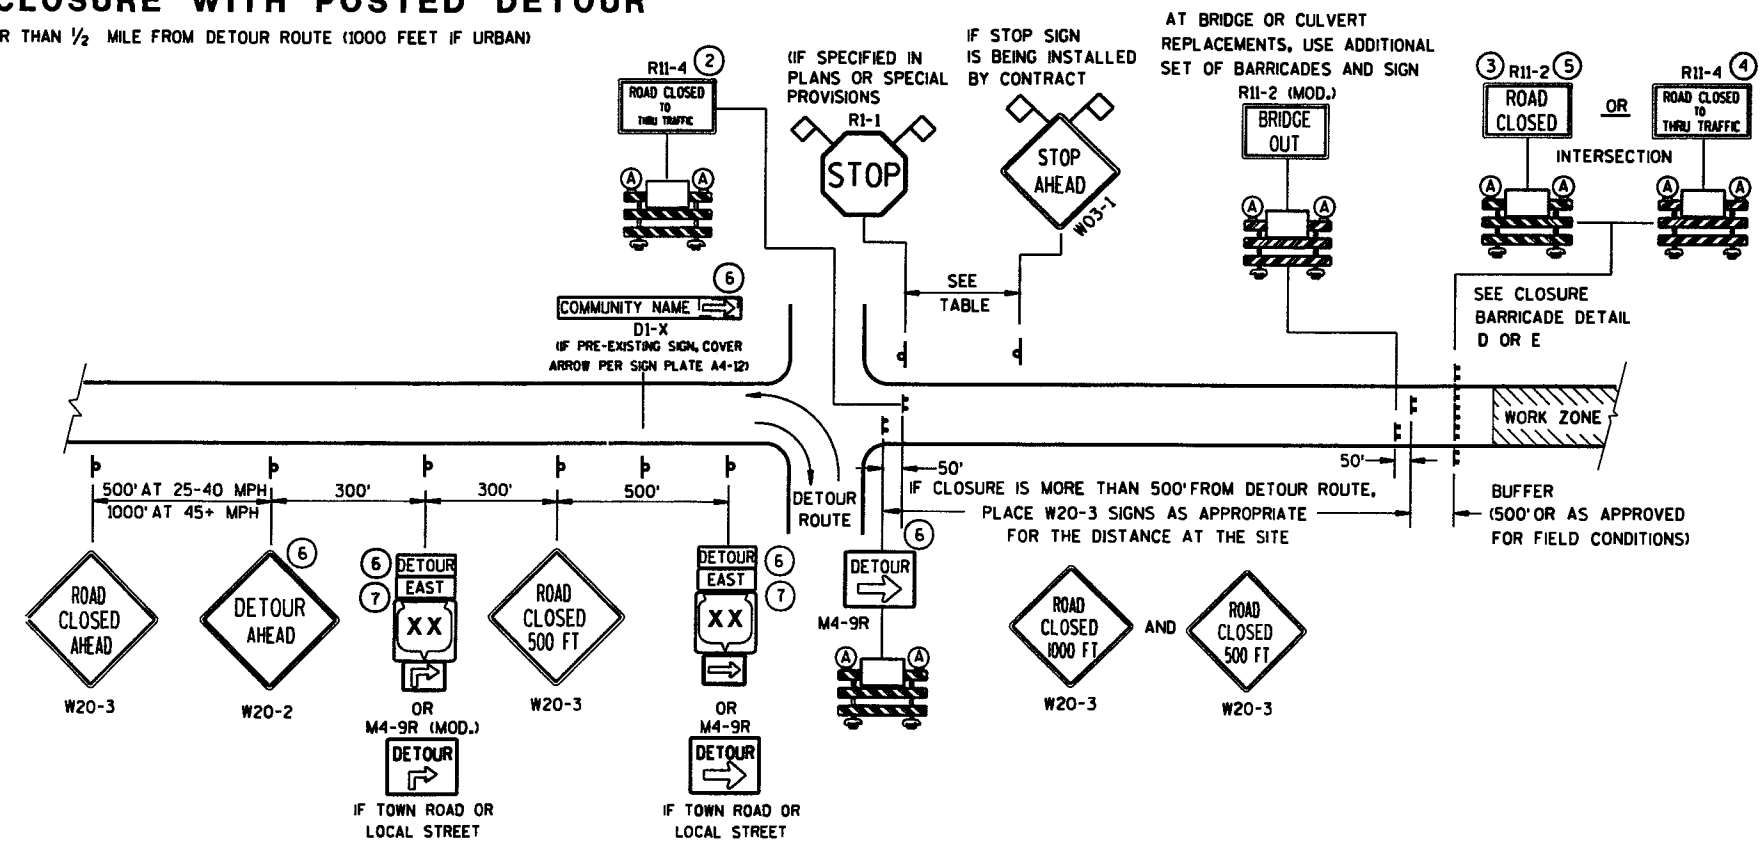 CLOSURE WITH POSTED DETOUR
R THAN 1/2 MILE FROM DETOUR ROUTE (1000 FEET IF URBAN)
R11-4 2
ROAD CLOSED
TO
THRU TRAFFIC
A A
(IF SPECIFIED IN
PLANS OR SPECIAL
PROVISIONS
R1-1
STOP
IF STOP SIGN
IS BEING INSTALLED
BY CONTRACT
STOP
AHEAD
W03-1
AT BRIDGE OR CULVERT
REPLACEMENTS, USE ADDITIONAL
SET OF BARRICADES AND SIGN
R11-2 (MOD.)
BRIDGE
OUT
A A
3 R11-2 5
ROAD
CLOSED
OR
R11-4 4
ROAD CLOSED
TO
THRU TRAFFIC
INTERSECTION
A A
A A
SEE
TABLE
SEE CLOSURE
BARRICADE DETAIL
D OR E
6
COMMUNITY NAME
D1-X
(IF PRE-EXISTING SIGN, COVER
ARROW PER SIGN PLATE A4-12)
WORK ZONE
500' AT 25-40 MPH
1000' AT 45+ MPH
300'
300'
500'
DETOUR
ROUTE
50'
50'
IF CLOSURE IS MORE THAN 500' FROM DETOUR ROUTE,
PLACE W20-3 SIGNS AS APPROPRIATE
FOR THE DISTANCE AT THE SITE
BUFFER
(500' OR AS APPROVED
FOR FIELD CONDITIONS)
ROAD
CLOSED
AHEAD
W20-3
6
DETOUR
AHEAD
W20-2
6 DETOUR
7 EAST
XX
OR
M4-9R (MOD.)
DETOUR
IF TOWN ROAD OR
LOCAL STREET
ROAD
CLOSED
500 FT
W20-3
DETOUR 6
EAST 7
XX
OR
M4-9R
DETOUR
IF TOWN ROAD OR
LOCAL STREET
6
DETOUR
M4-9R
A A
ROAD
CLOSED
1000 FT
W20-3
AND
ROAD
CLOSED
500 FT
W20-3